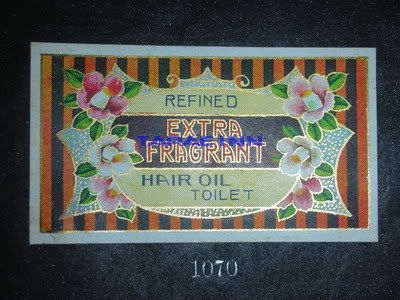 REFINED
EXTRA
FRAGRANT
HAIR OIL
TOILET
1070